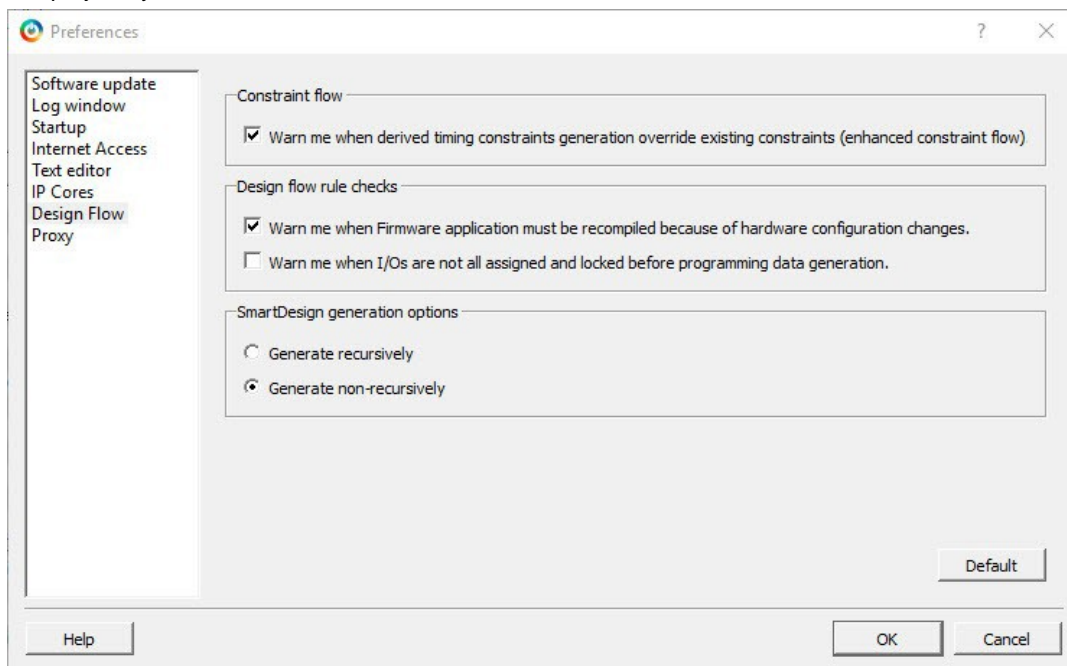 Preferences
?
Software update
Log window
Startup
Internet Access
Text editor
IP Cores
Design Flow
Proxy
Constraint flow
Warn me when derived timing constraints generation override existing constraints (enhanced constraint flow)
Design flow rule checks
Warn me when Firmware application must be recompiled because of hardware configuration changes.
Warn me when I/Os are not all assigned and locked before programming data generation.
SmartDesign generation options
Generate recursively
Generate non-recursively
Default
Help
OK
Cancel